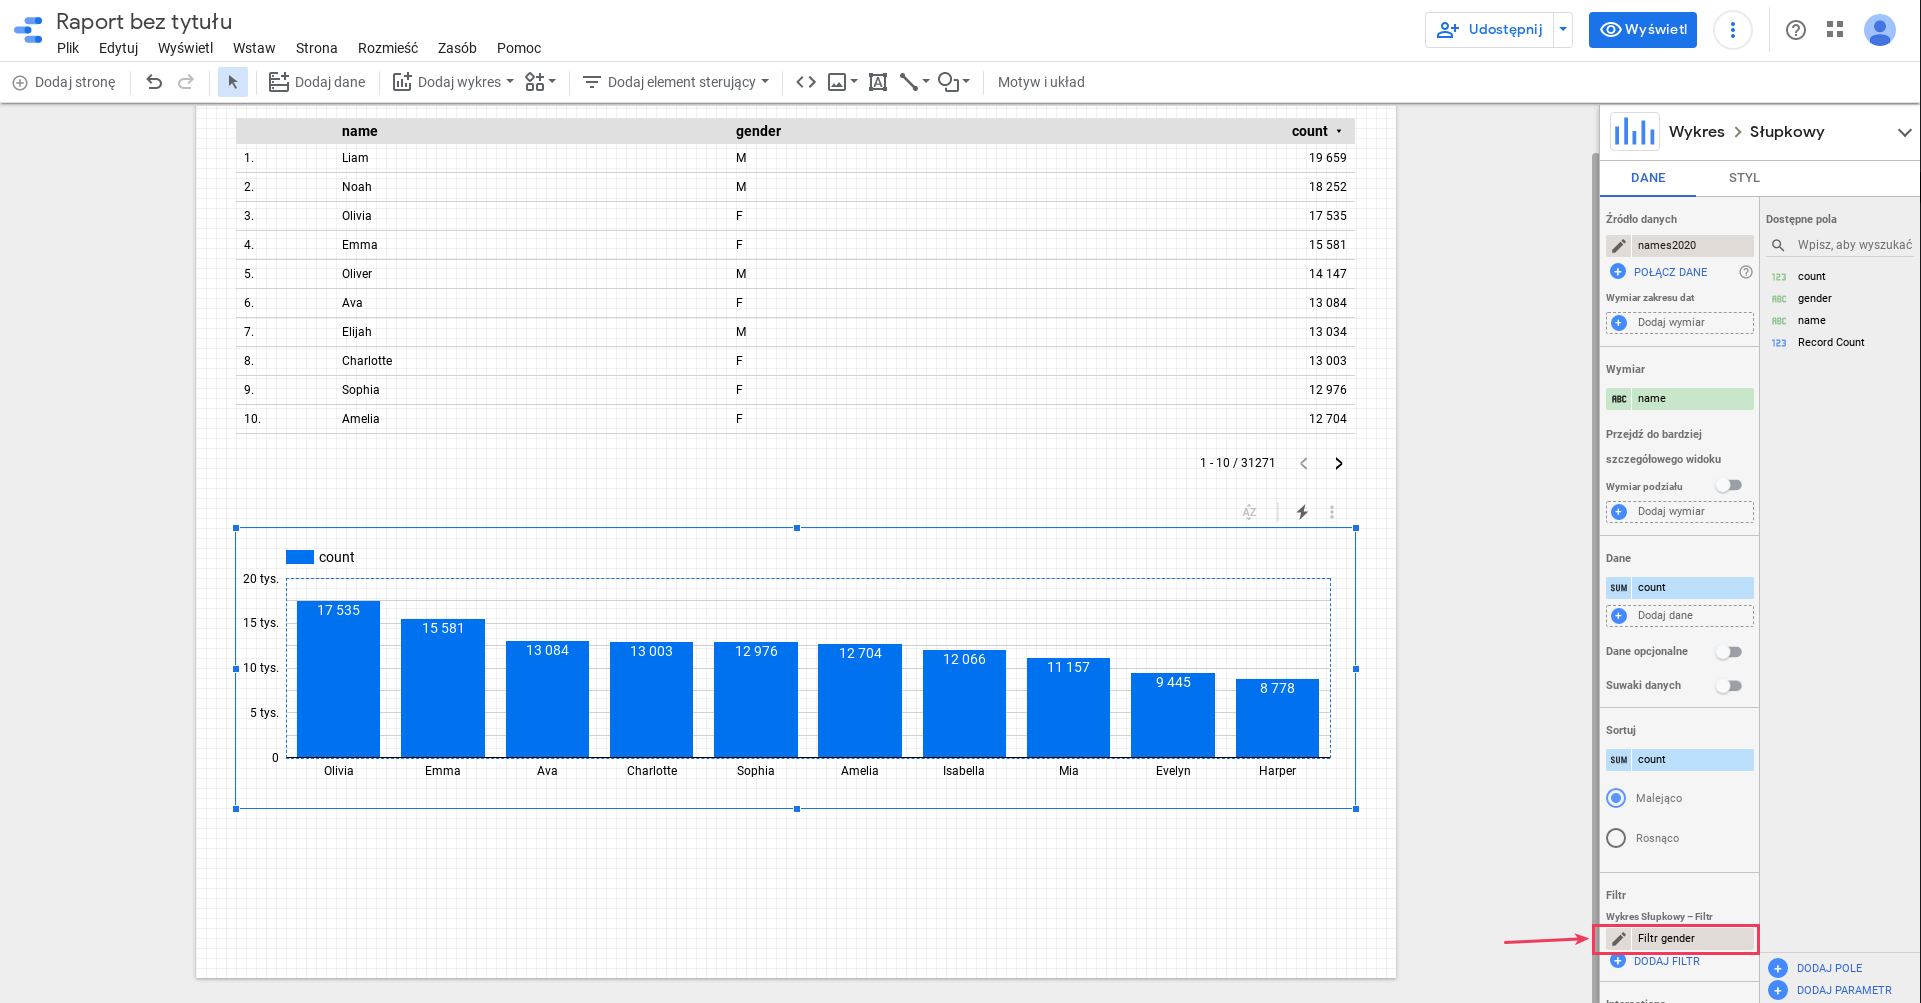 Raport bez tytułu
Plik Edytuj Wyświetl Wstaw Strona Rozmieść Zasób Pomoc
Udostępnij
Wyświetl
Dodaj stronę Dodaj dane Dodaj wykres Dodaj element sterujący Motyw i układ
name gender count
1. Liam M 19 659
2. Noah M 18 252
3. Olivia F 17 535
4. Emma F 15 581
5. Oliver M 14 147
6. Ava F 13 084
7. Elijah M 13 034
8. Charlotte F 13 003
9. Sophia F 12 976
10. Amelia F 12 704
1 - 10 / 31271
AZ
count
20 tys.
15 tys.
10 tys.
5 tys.
0
17 535 15 581 13 084 13 003 12 976 12 704 12 066 11 157 9 445 8 778
Olivia Emma Ava Charlotte Sophia Amelia Isabella Mia Evelyn Harper
Wykres Słupkowy
DANE STYL
Źródło danych
names2020
POŁĄCZ DANE
Wymiar zakresu dat
Dodaj wymiar
Wymiar
ABC name
Przejdź do bardziej
szczegółowego widoku
Wymiar podziału
Dodaj wymiar
Dane
SUM count
Dodaj dane
Dane opcjonalne
Suwaki danych
Sortuj
SUM count
Malejąco
Rosnąco
Filtr
Wykres Słupkowy – Filtr
Filtr gender
DODAJ FILTR
Dostępne pola
Wpisz, aby wyszukać
123 count
ABC gender
ABC name
123 Record Count
DODAJ POLE
DODAJ PARAMETR